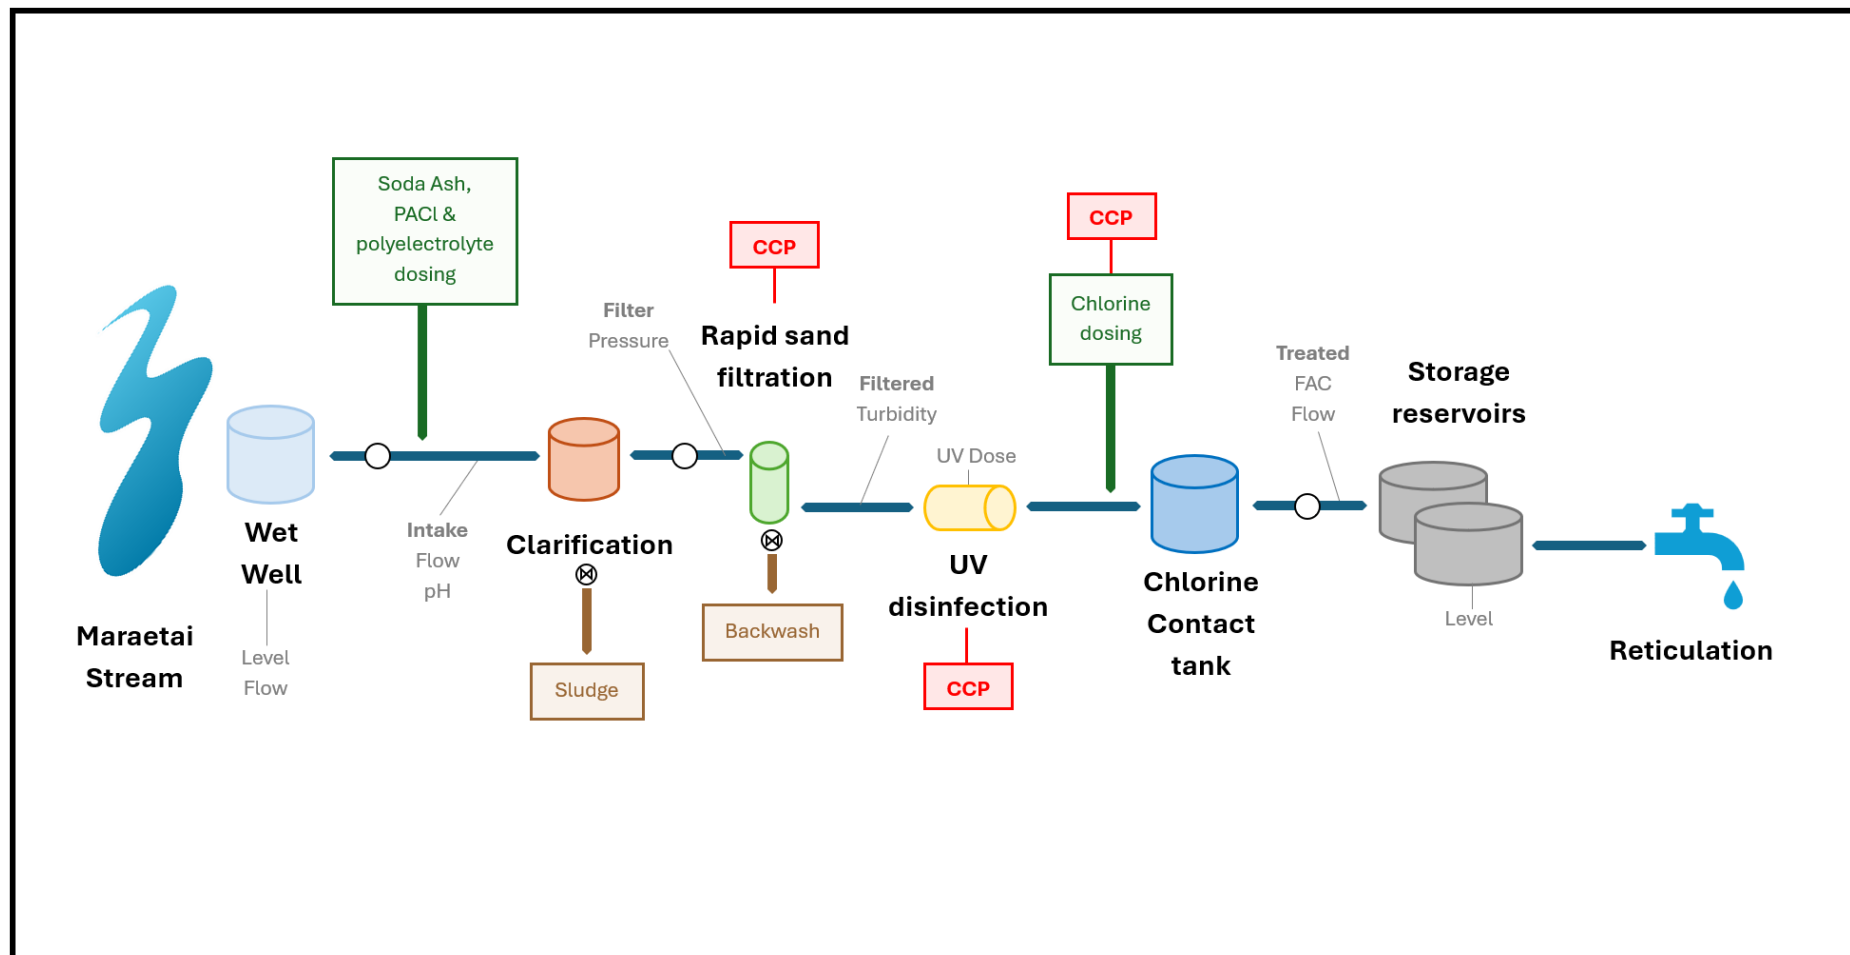 Maraetai
Stream
Wet
Well
Level
Flow
Soda Ash,
PACl &
polyelectrolyte
dosing
Intake
Flow
pH
Clarification
Sludge
Filter
Pressure
CCP
Rapid sand
filtration
Backwash
Filtered
Turbidity
UV Dose
UV
disinfection
CCP
CCP
Chlorine
dosing
Chlorine
Contact
tank
Treated
FAC
Flow
Storage
reservoirs
Level
Reticulation